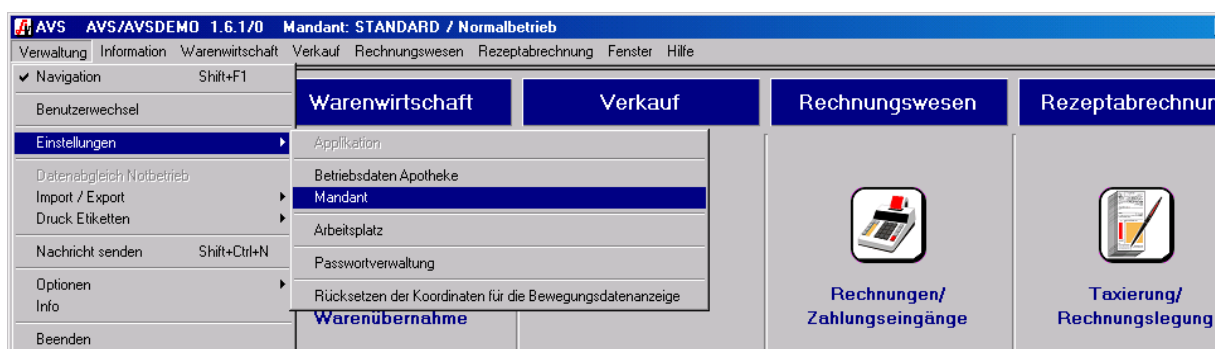 AVS AVS/AVSDEMO 1.6.1/0 Mandant: STANDARD / Normalbetrieb
Verwaltung Information Warenwirtschaft Verkauf Rechnungswesen Rezeptabrechnung Fenster Hilfe
Navigation Shift+F1
Benutzerwechsel
Einstellungen
Datenabgleich Notbetrieb
Import / Export
Druck Etiketten
Nachricht senden Shift+Ctrl+N
Optionen
Info
Beenden
Applikation
Betriebsdaten Apotheke
Mandant
Arbeitsplatz
Passwortverwaltung
Rücksetzen der Koordinaten für die Bewegungsdatenanzeige
Warenwirtschaft Verkauf Rechnungswesen Rezeptabrechnur
Warenübernahme
Rechnungen/
Zahlungseingänge
Taxierung/
Rechnungslegung